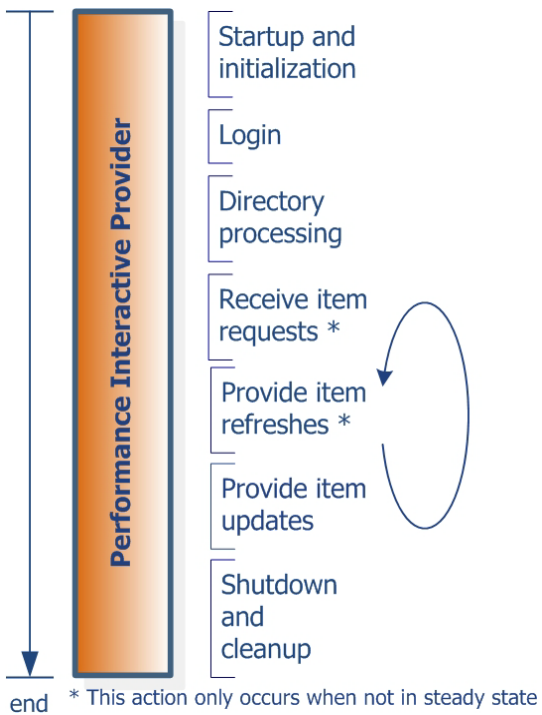 Performance Interactive Provider
Startup and
initialization
Login
Directory
processing
Receive item
requests *
Provide item
refreshes *
Provide item
updates
Shutdown
and
cleanup
end
* This action only occurs when not in steady state